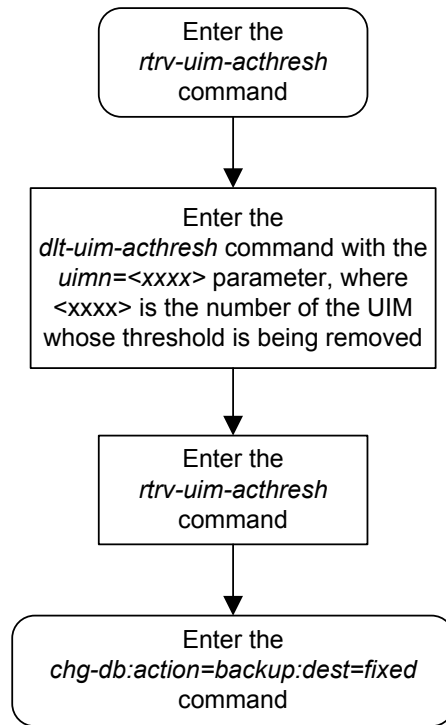 Enter the
rtrv-uim-acthresh
command
Enter the
dlt-uim-acthresh command with the
uimn=<xxxx> parameter, where
<xxxx> is the number of the UIM
whose threshold is being removed
Enter the
rtrv-uim-acthresh
command
Enter the
chg-db:action=backup:dest=fixed
command